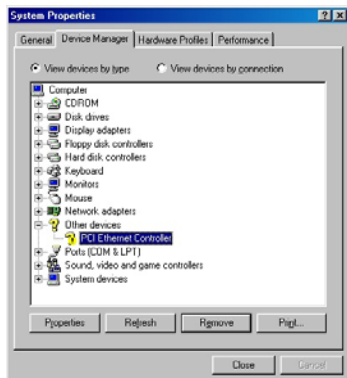 System Properties
General Device Manager Hardware Profiles Performance
View devices by type View devices by connection
Computer
CDROM
Disk drives
Display adapters
Floppy disk controllers
Hard disk controllers
Keyboard
Monitors
Mouse
Network adapters
Other devices
PCI Ethernet Controller
Ports (COM & LPT)
Sound, video and game controllers
System devices
Properties Refresh Remove Print...
Close Cancel